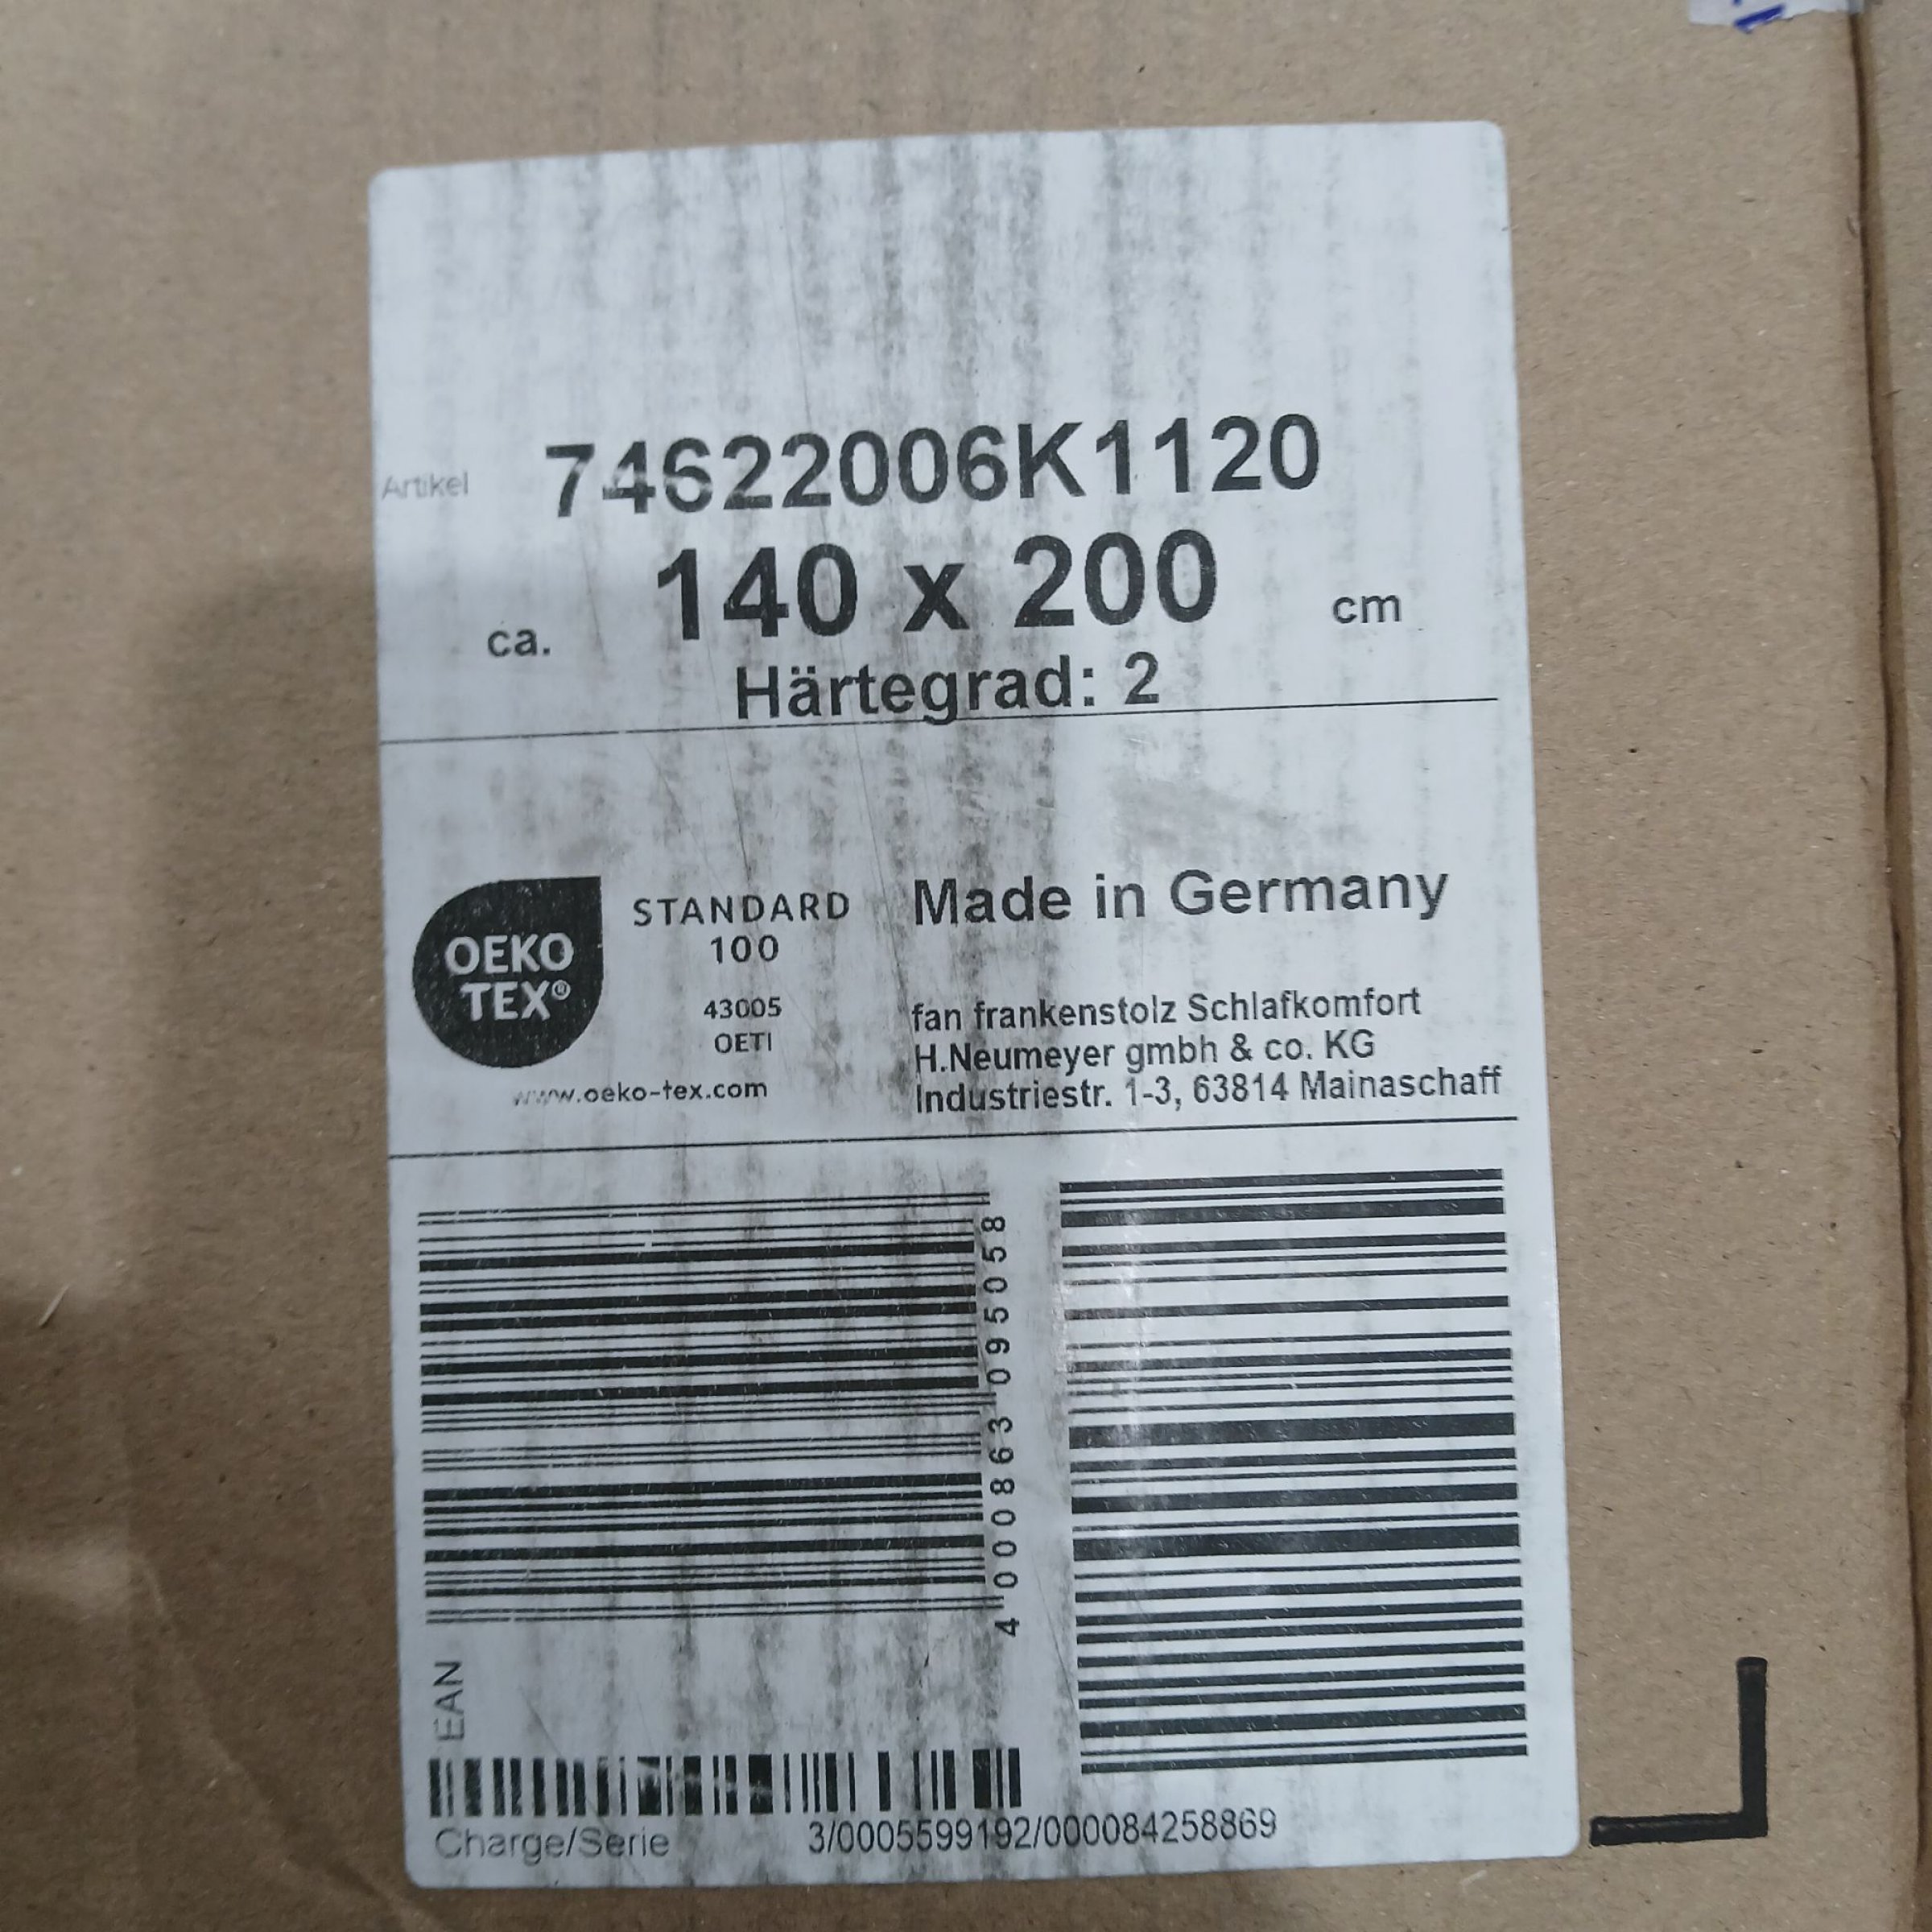 Artikel 74622006K1120
ca. 140 x 200 cm
Härtegrad: 2
OEKO
TEX®
STANDARD
100
43005
OETI
www.oeko-tex.com
Made in Germany
fan frankenstolz Schlafkomfort
H.Neumeyer gmbh & co. KG
Industriestr. 1-3, 63814 Mainaschaff
4 000863 095058
EAN
Charge/Serie 3/0005599192/000084258869